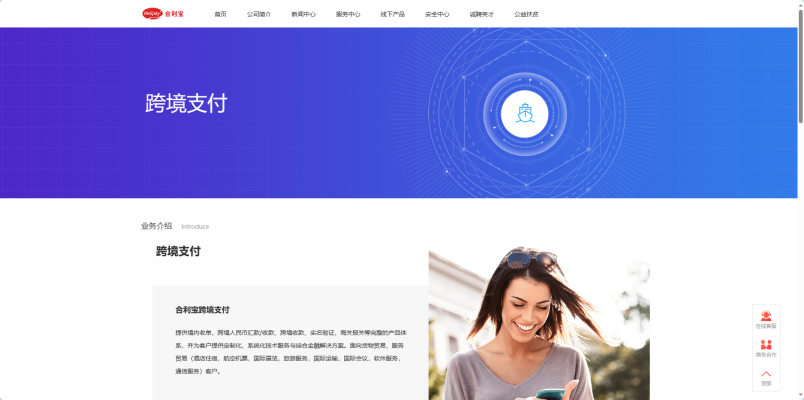 Helipay 合利宝 首页 公司简介 新闻中心 服务中心 线下产品 安全中心 诚聘英才 公益扶贫
跨境支付
业务介绍 Introduce
跨境支付
合利宝跨境支付
提供境内收单、跨境人民币汇款/收款、跨境收款、实名验证、海关报关等完整的产品体
系，并为客户提供定制化、系统化技术服务与综合金融解决方案。面向货物贸易、服务
贸易（酒店住宿，航空机票，国际展览，旅游服务，国际运输，国际会议，软件服务，
通信服务）客户。
在线客服
商务合作
顶部